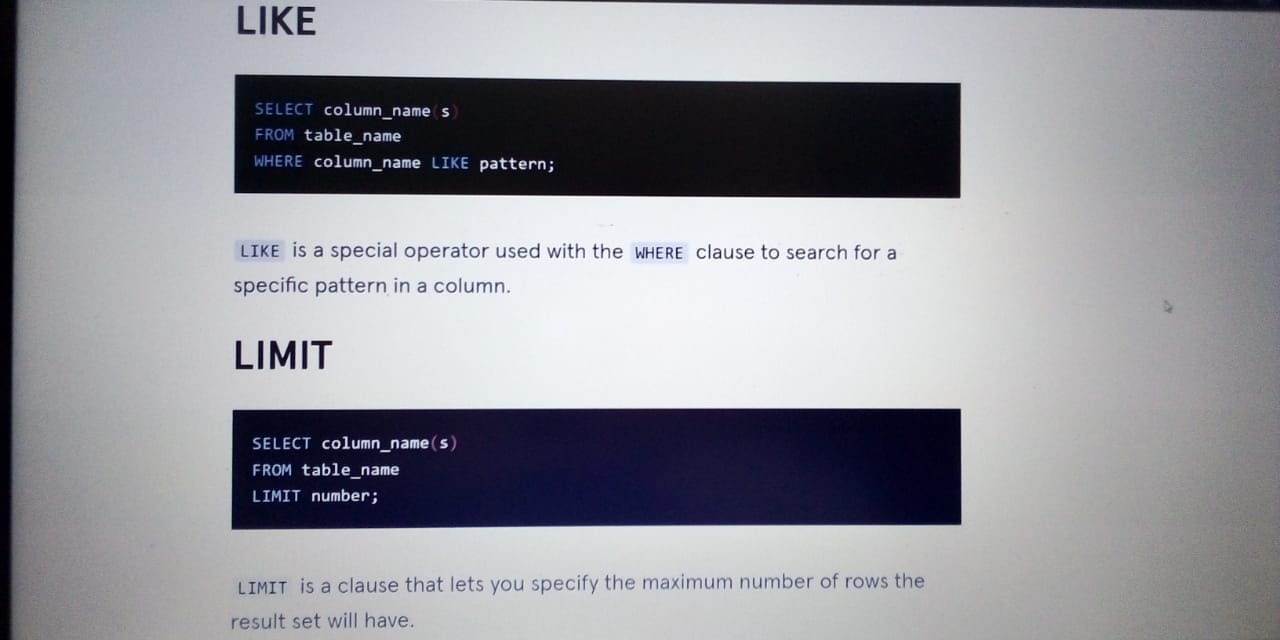 LIKE
SELECT column_name(s)
FROM table_name
WHERE column_name LIKE pattern;
LIKE is a special operator used with the WHERE clause to search for a
specific pattern in a column.
LIMIT
SELECT column_name(s)
FROM table_name
LIMIT number;
LIMIT is a clause that lets you specify the maximum number of rows the
result set will have.